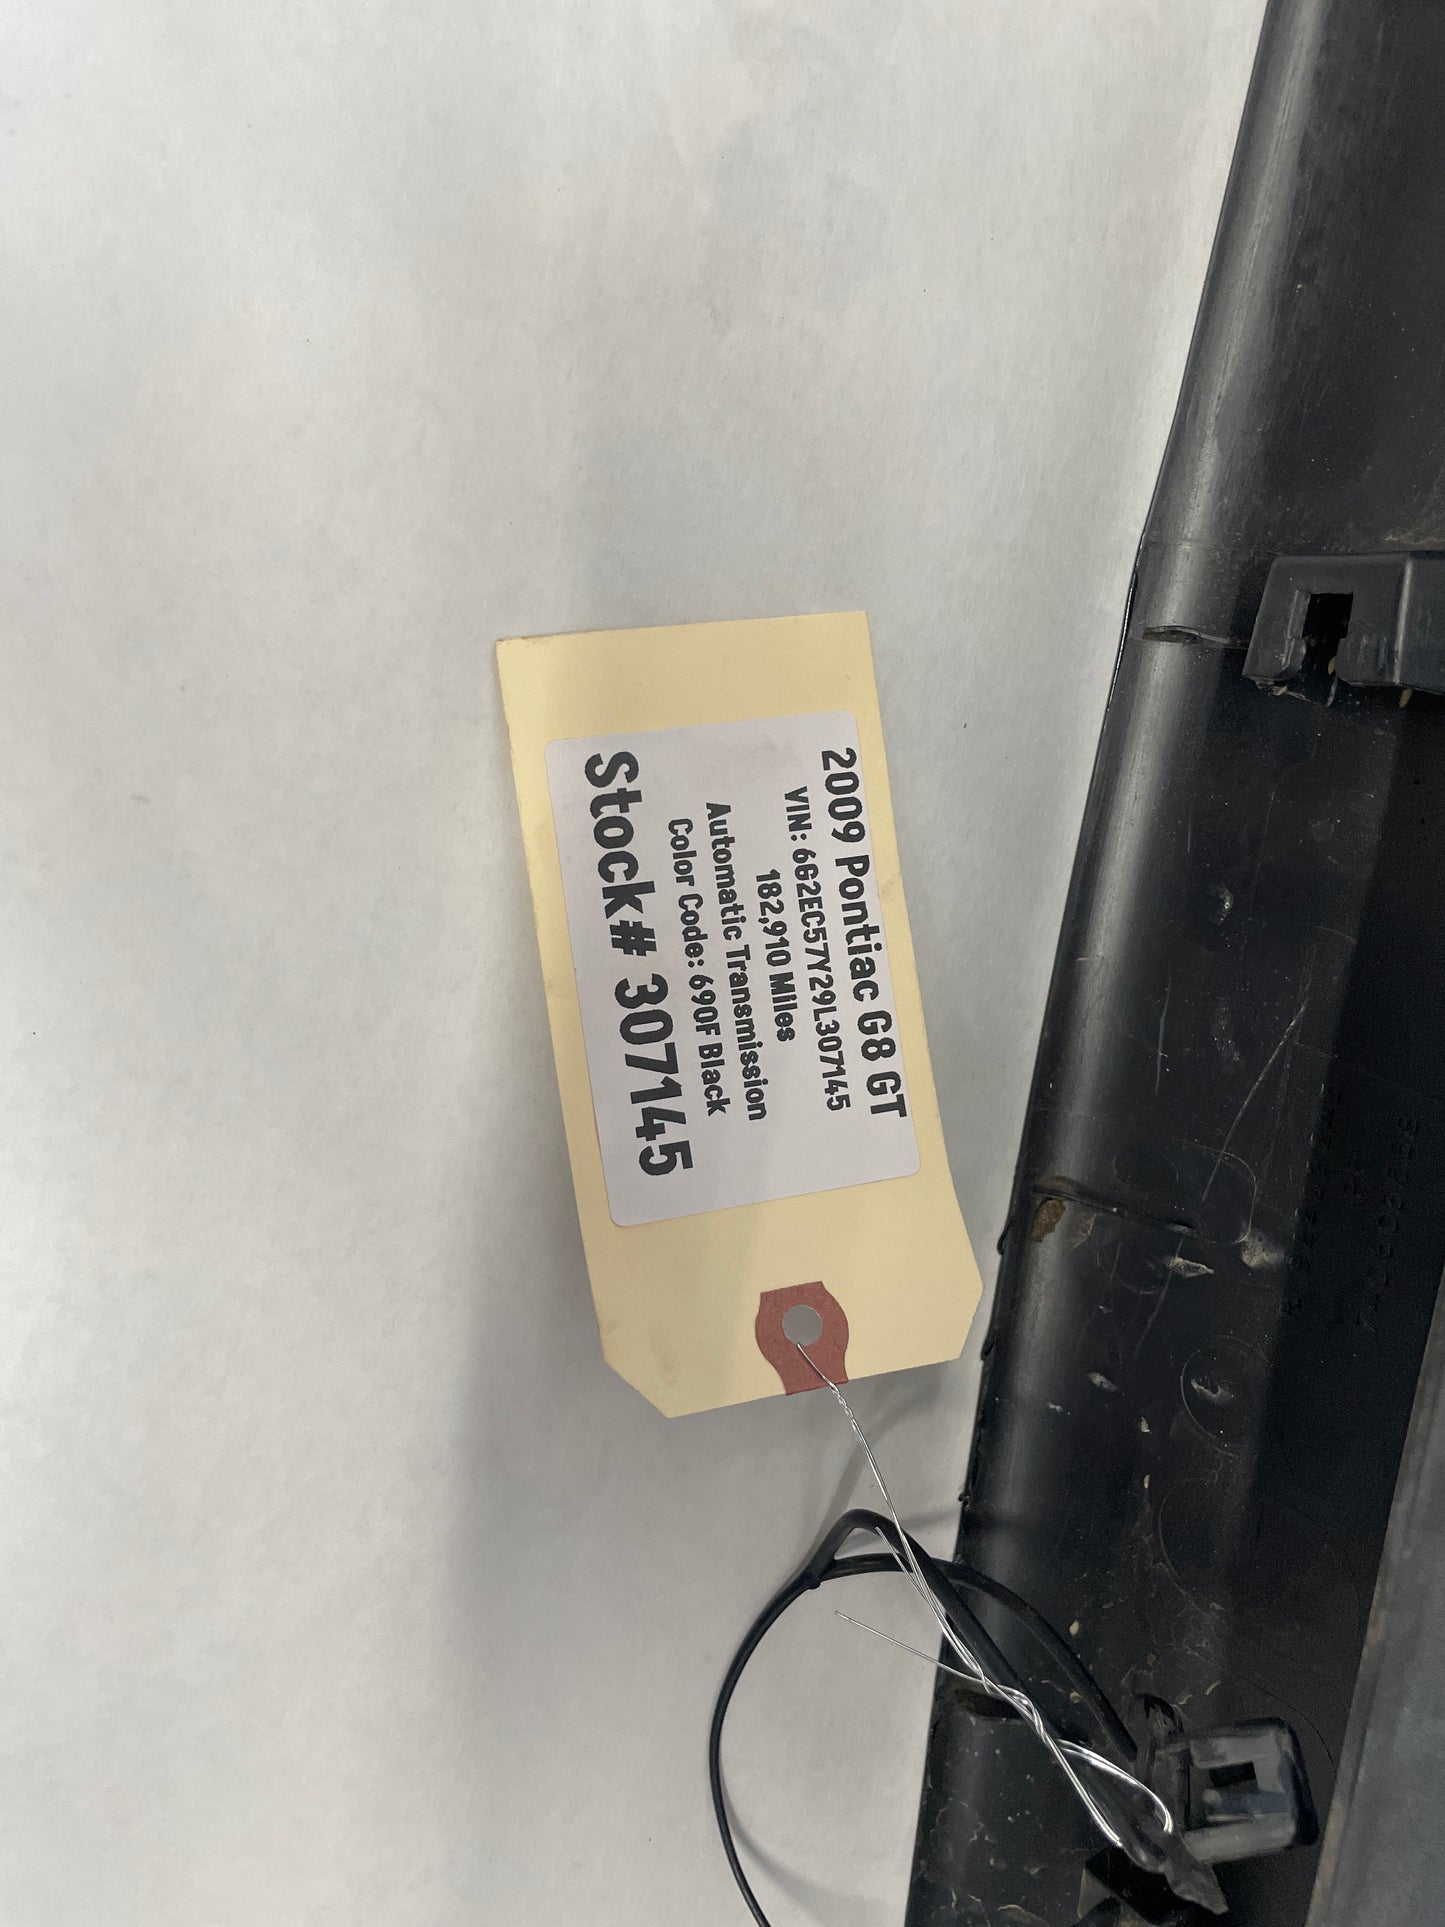 2009 Pontiac G8 GT
VIN: 6G2EC57Y29L307145
182,910 Miles
Automatic Transmission
Color Code: 690F Black
Stock# 307145